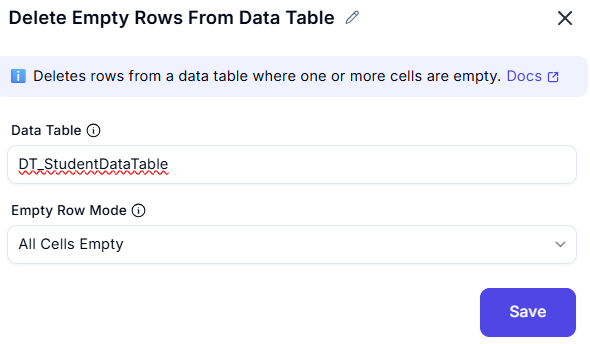 Delete Empty Rows From Data Table
Deletes rows from a data table where one or more cells are empty. Docs
Data Table
DT_StudentDataTable
Empty Row Mode
All Cells Empty
Save